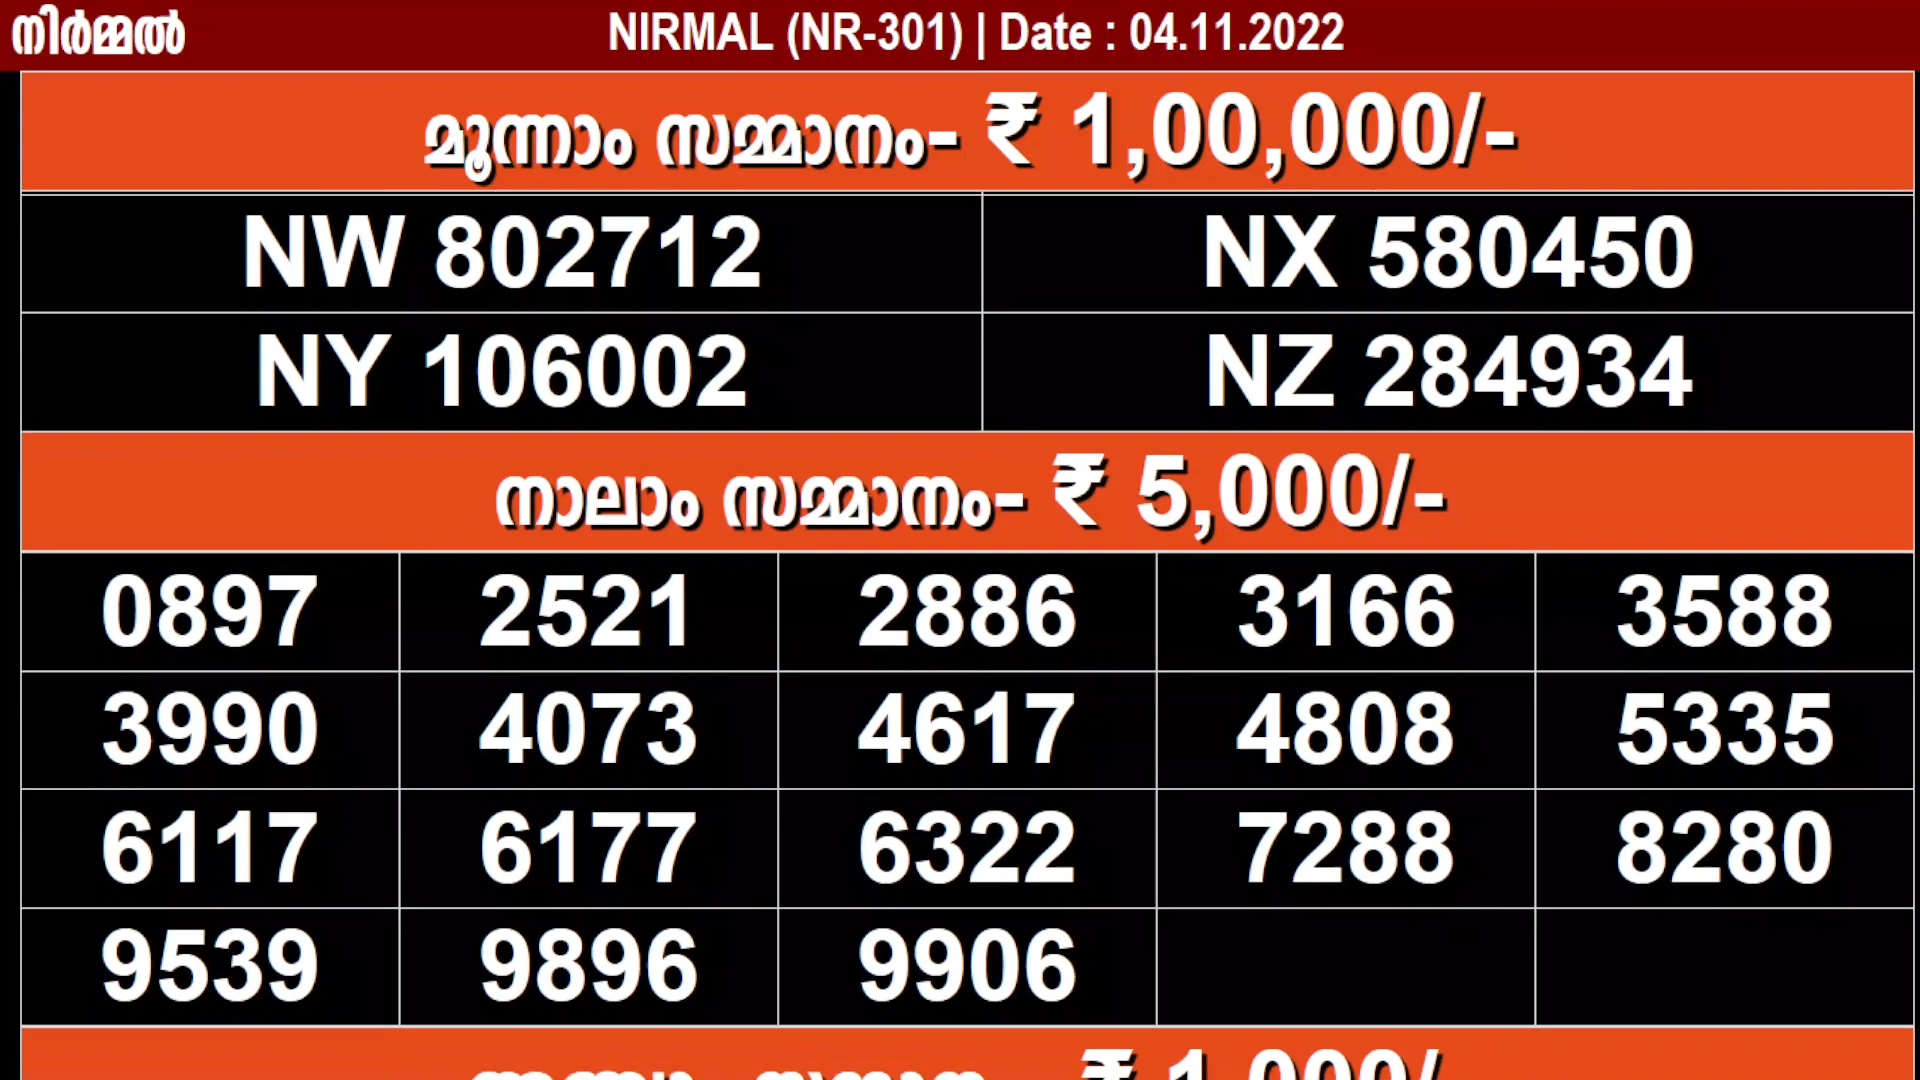 നിർമ്മൽ NIRMAL (NR-301) | Date : 04.11.2022
മൂന്നാം സമ്മാനം- ₹ 1,00,000/-
NW 802712 NX 580450
NY 106002 NZ 284934
നാലാം സമ്മാനം- ₹ 5,000/-
0897 2521 2886 3166 3588
3990 4073 4617 4808 5335
6117 6177 6322 7288 8280
9539 9896 9906